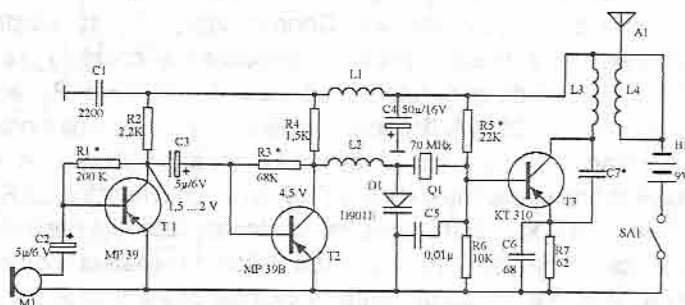 A1
C1
2200
R2
2,2K
L1
C4 50µ/16V
L3
L4
R1 *
200 K
C3
5µ/6V
R4
1,5K
R3 *
68K
L2
R5 *
22K
70 MHz
Q1
C7*
9V
1,5 ... 2 V
4,5 V
D1
C5
0,01µ
KT 310
T3
SA1
C2
5µ/6V
MP 39
T1
MP 39B
T2
R6
10K
C6
68
R7
62
M1